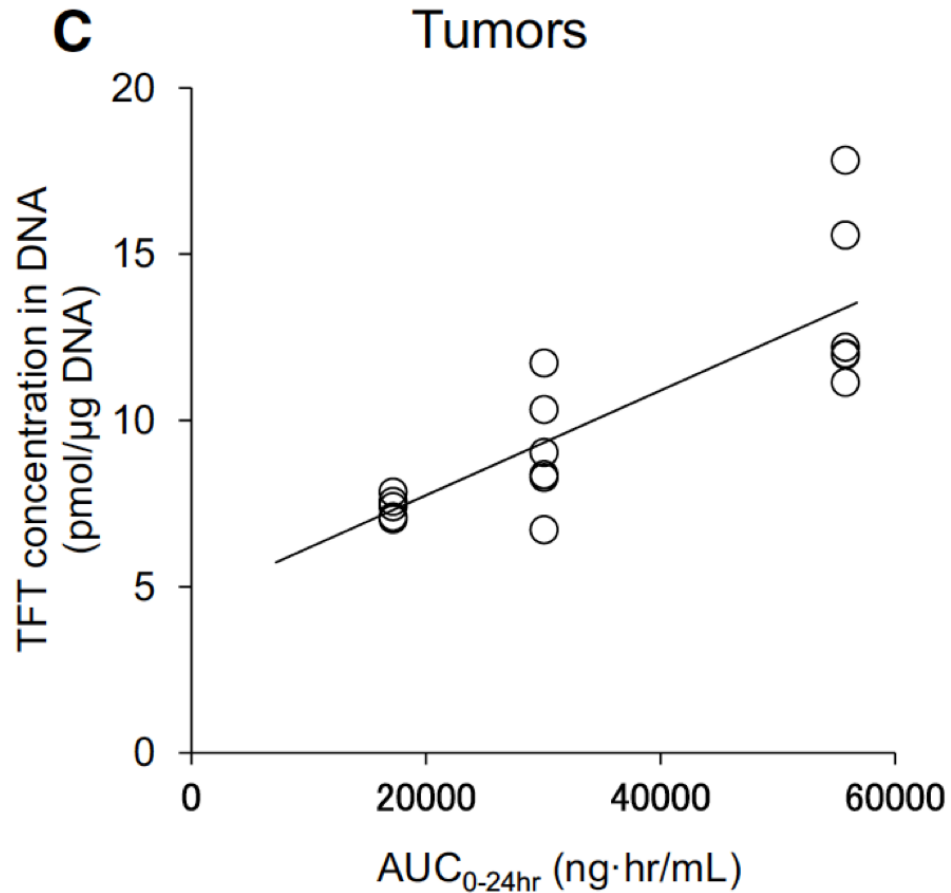 C
Tumors
TFT concentration in DNA
(pmol/μg DNA)
20
15
10
5
0
0 20000 40000 60000
AUC0-24hr (ng·hr/mL)